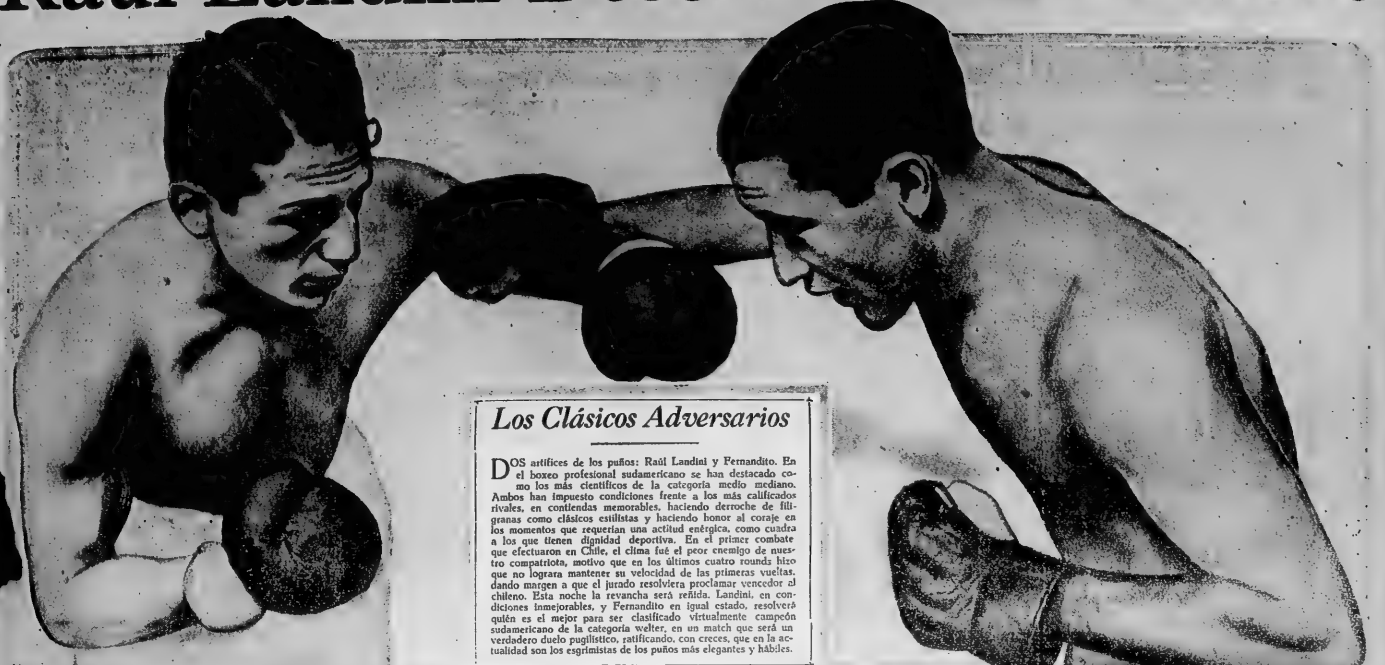 Raúl Landini
Los Clásicos Adversarios
DOS artífices de los puños: Raúl Landini y Fernandito. En
el boxeo profesional sudamericano se han destacado co-
mo los más científicos de la categoría medio mediano.
Ambos han impuesto condiciones frente a los más calificados
rivales, en contiendas memorables, haciendo derroche de fili-
granas como clásicos estilistas y haciendo honor al coraje en
los momentos que requerían una actitud enérgica, como cuadra
a los que tienen dignidad deportiva. En el primer combate
que efectuaron en Chile, el clima fué el peor enemigo de nues-
tro compatriota, motivo que en los últimos cuatro rounds hizo
que no lograra mantener su velocidad de las primeras vueltas,
dando margen a que el jurado resolviera proclamar vencedor al
chileno. Esta noche la revancha será reñida. Landini, en con-
diciones inmejorables, y Fernandito en igual estado, resolverá
quién es el mejor para ser clasificado virtualmente campeón
sudamericano de la categoría welter, en un match que será un
verdadero duelo pugilístico, ratificando, con creces, que en la ac-
tualidad son los esgrimistas de los puños más elegantes y hábiles.